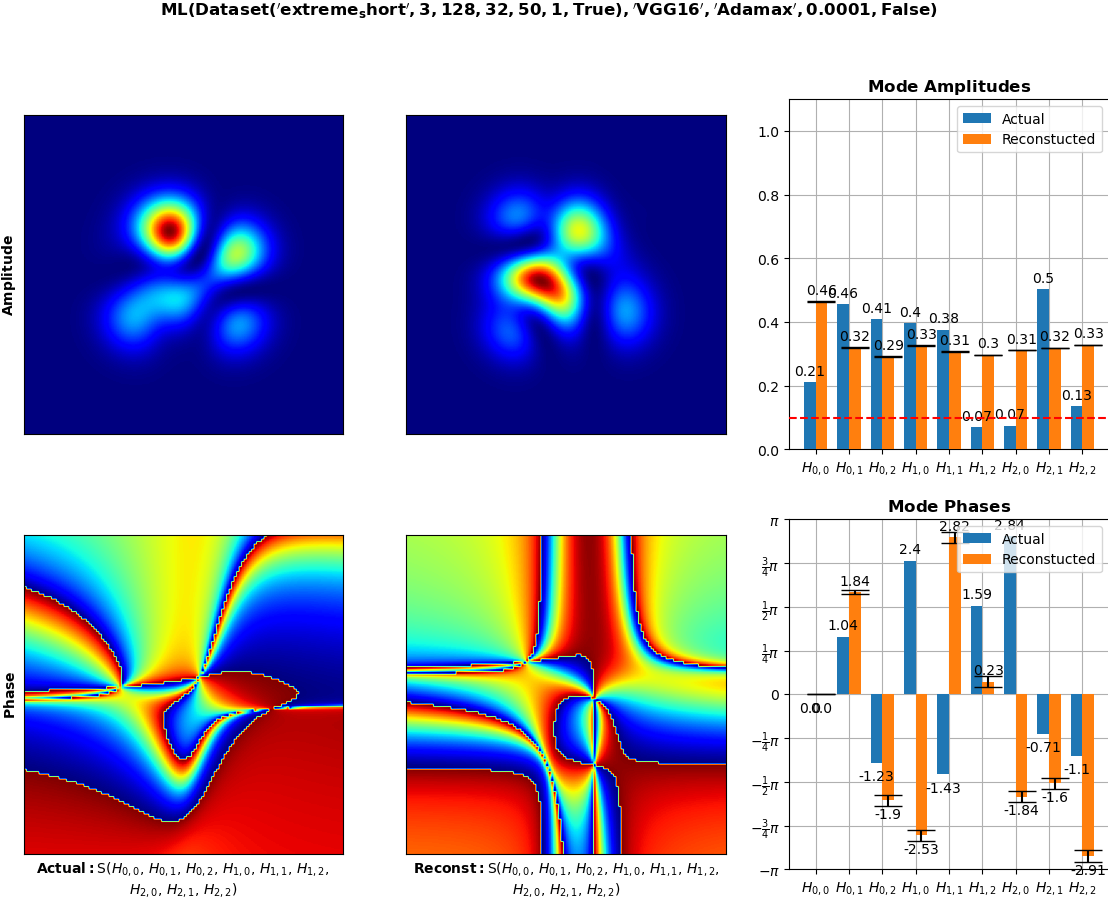 ML(Dataset('extremeₛhort', 3, 128, 32, 50, 1, True), 'VGG16', 'Adamax', 0.0001, False)
Mode Amplitudes
Amplitude
1.0
0.8
0.6
0.4
0.2
0.0
Actual
Reconstucted
0.21
0.46
0.46
0.32
0.41
0.29
0.4
0.33
0.38
0.31
0.07
0.3
0.07
0.31
0.5
0.32
0.13
0.33
H₀,₀ H₀,₁ H₀,₂ H₁,₀ H₁,₁ H₁,₂ H₂,₀ H₂,₁ H₂,₂
Mode Phases
Phase
π
¾π
½π
¼π
0
−¼π
−½π
−¾π
−π
Actual
Reconstucted
0.0
0.0
1.04
1.84
-1.23
-1.9
2.4
-2.53
-1.43
2.82
1.59
0.23
2.84
-1.84
-0.71
-1.6
-1.1
-2.91
H₀,₀ H₀,₁ H₀,₂ H₁,₀ H₁,₁ H₁,₂ H₂,₀ H₂,₁ H₂,₂
Actual: S(H₀,₀, H₀,₁, H₀,₂, H₁,₀, H₁,₁, H₁,₂,
H₂,₀, H₂,₁, H₂,₂)
Reconst: S(H₀,₀, H₀,₁, H₀,₂, H₁,₀, H₁,₁, H₁,₂,
H₂,₀, H₂,₁, H₂,₂)